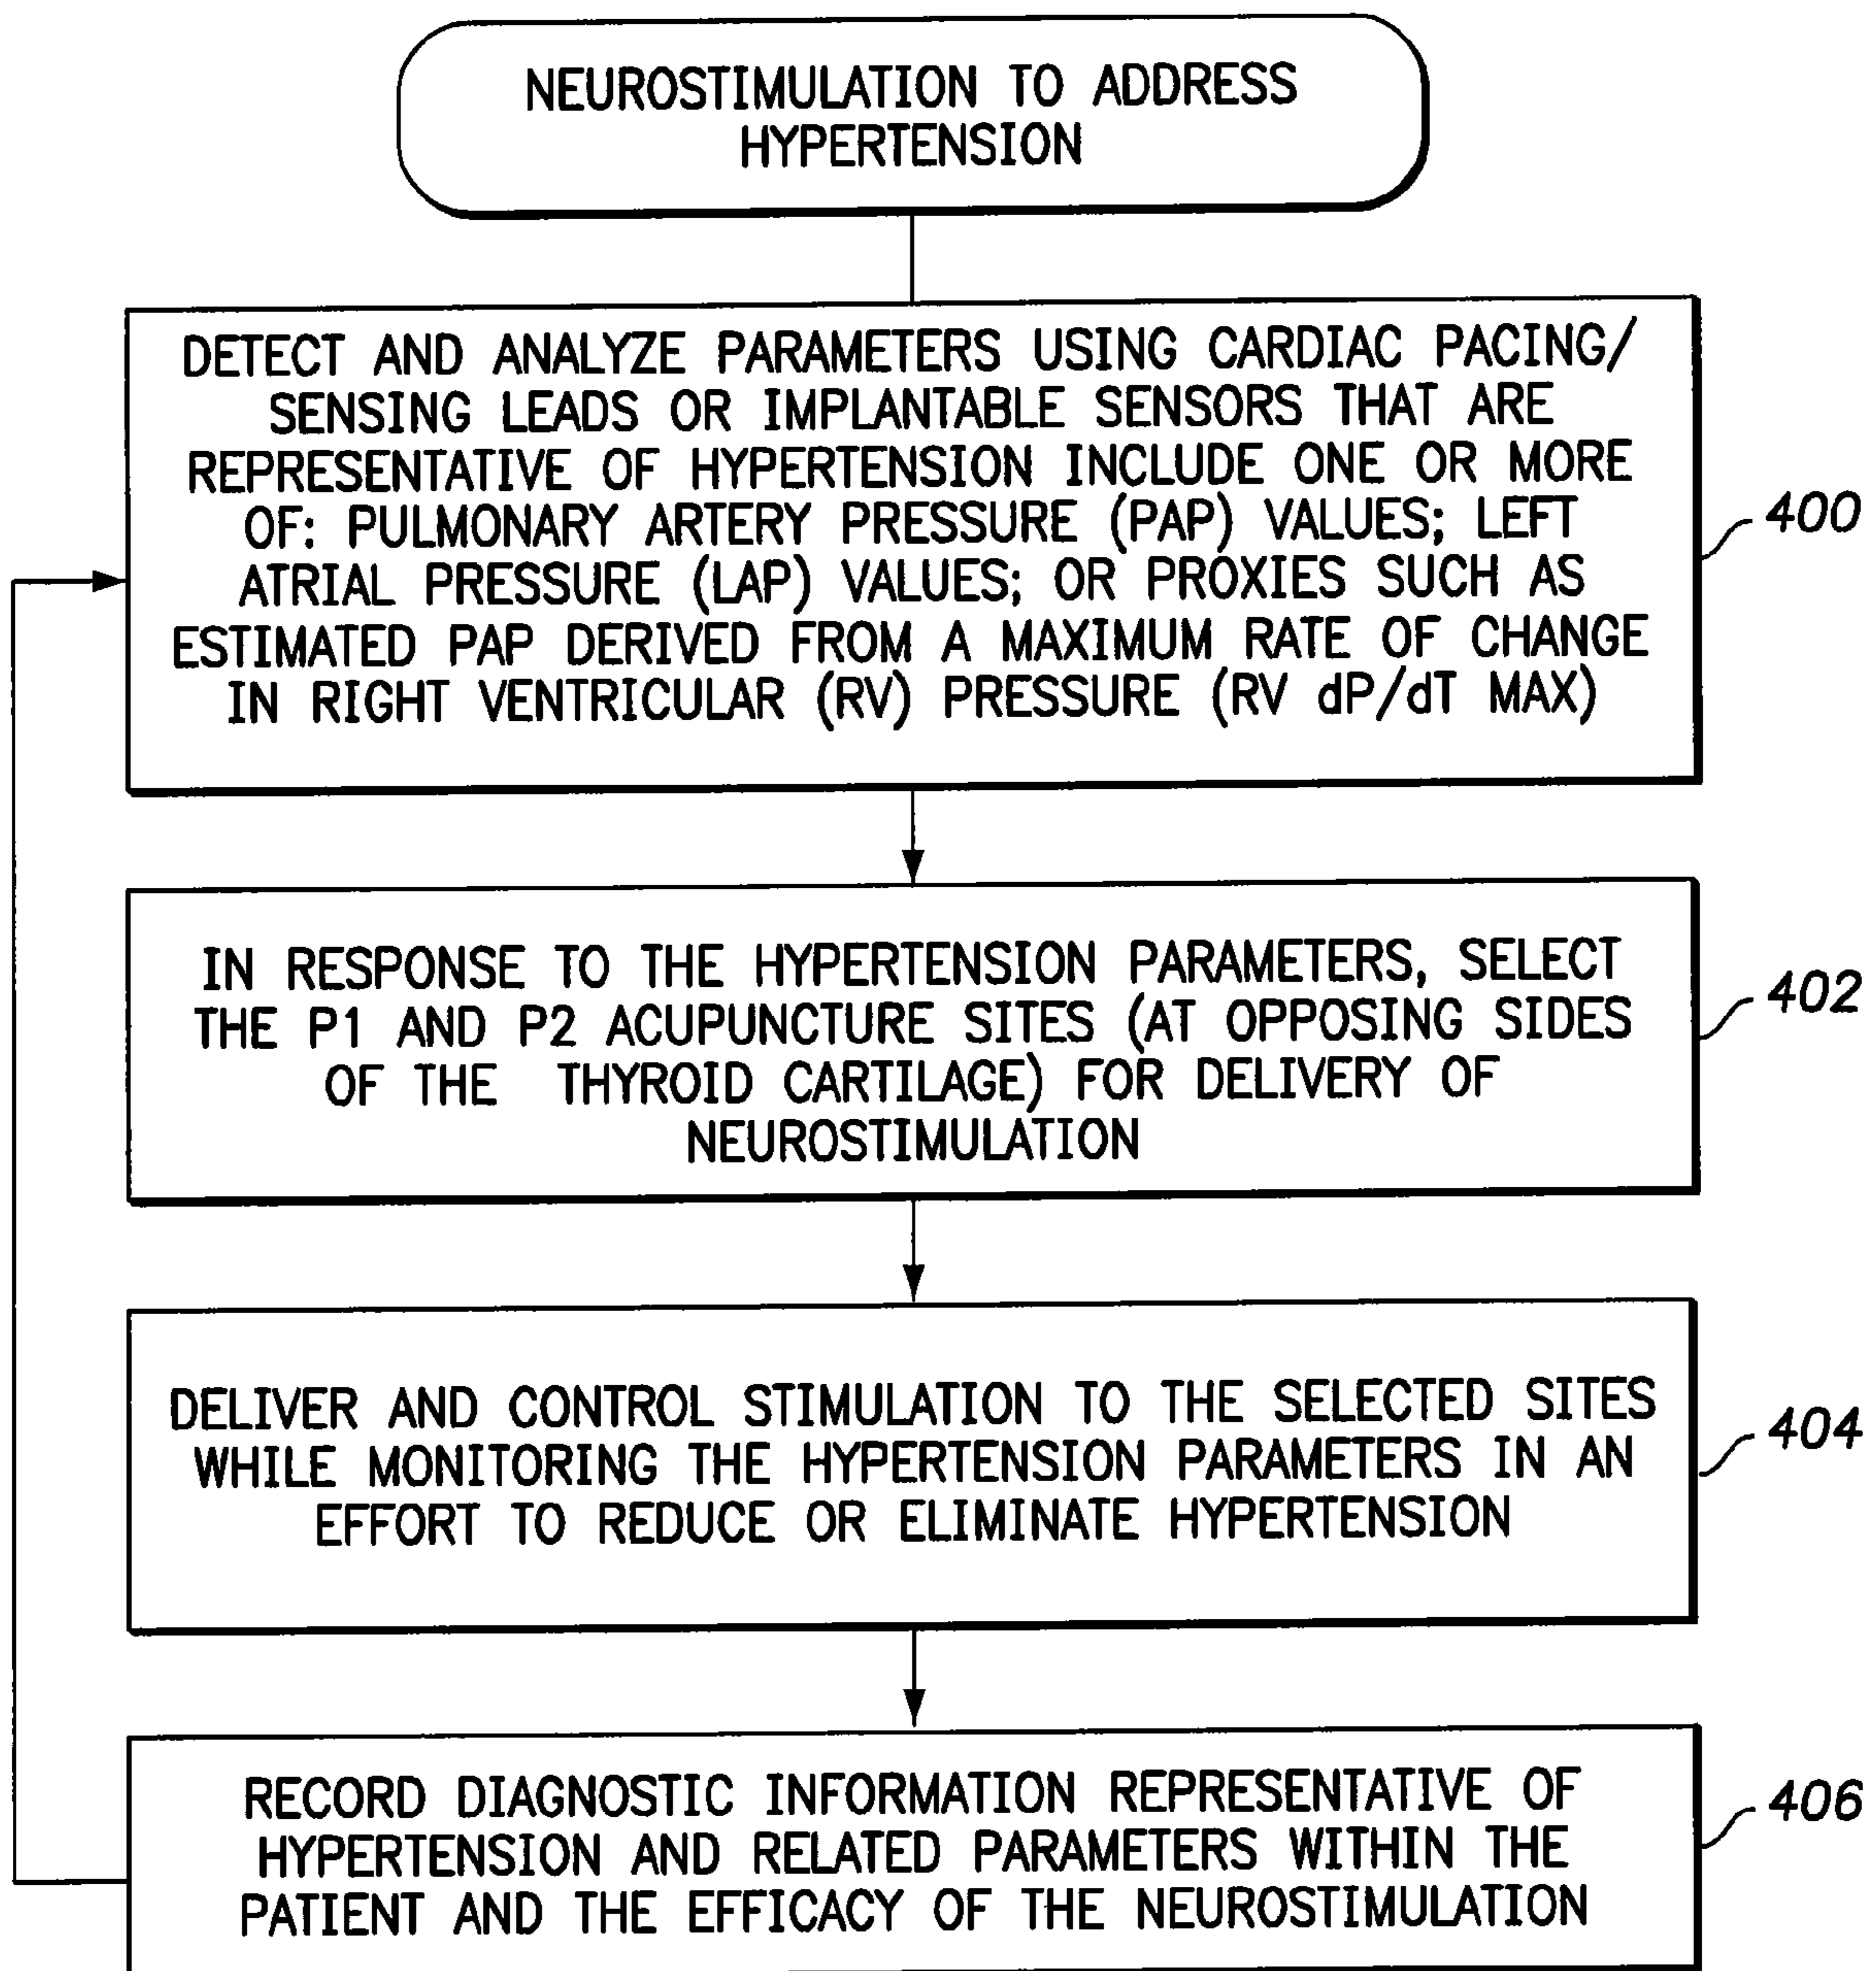 NEUROSTIMULATION TO ADDRESS
HYPERTENSION
DETECT AND ANALYZE PARAMETERS USING CARDIAC PACING/
SENSING LEADS OR IMPLANTABLE SENSORS THAT ARE
REPRESENTATIVE OF HYPERTENSION INCLUDE ONE OR MORE
OF: PULMONARY ARTERY PRESSURE (PAP) VALUES; LEFT
ATRIAL PRESSURE (LAP) VALUES; OR PROXIES SUCH AS
ESTIMATED PAP DERIVED FROM A MAXIMUM RATE OF CHANGE
IN RIGHT VENTRICULAR (RV) PRESSURE (RV dP/dT MAX)
400
IN RESPONSE TO THE HYPERTENSION PARAMETERS, SELECT
THE P1 AND P2 ACUPUNCTURE SITES (AT OPPOSING SIDES
OF THE THYROID CARTILAGE) FOR DELIVERY OF
NEUROSTIMULATION
402
DELIVER AND CONTROL STIMULATION TO THE SELECTED SITES
WHILE MONITORING THE HYPERTENSION PARAMETERS IN AN
EFFORT TO REDUCE OR ELIMINATE HYPERTENSION
404
RECORD DIAGNOSTIC INFORMATION REPRESENTATIVE OF
HYPERTENSION AND RELATED PARAMETERS WITHIN THE
PATIENT AND THE EFFICACY OF THE NEUROSTIMULATION
406